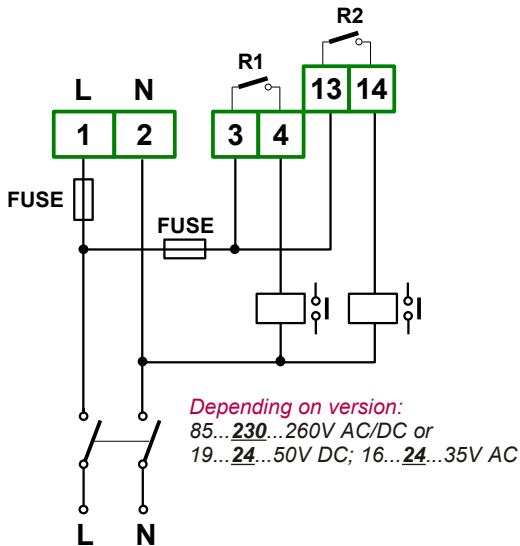 R2
R1
L N
13 14
1 2
3 4
FUSE
FUSE
Depending on version:
85...230...260V AC/DC or
19...24...50V DC; 16...24...35V AC
L N